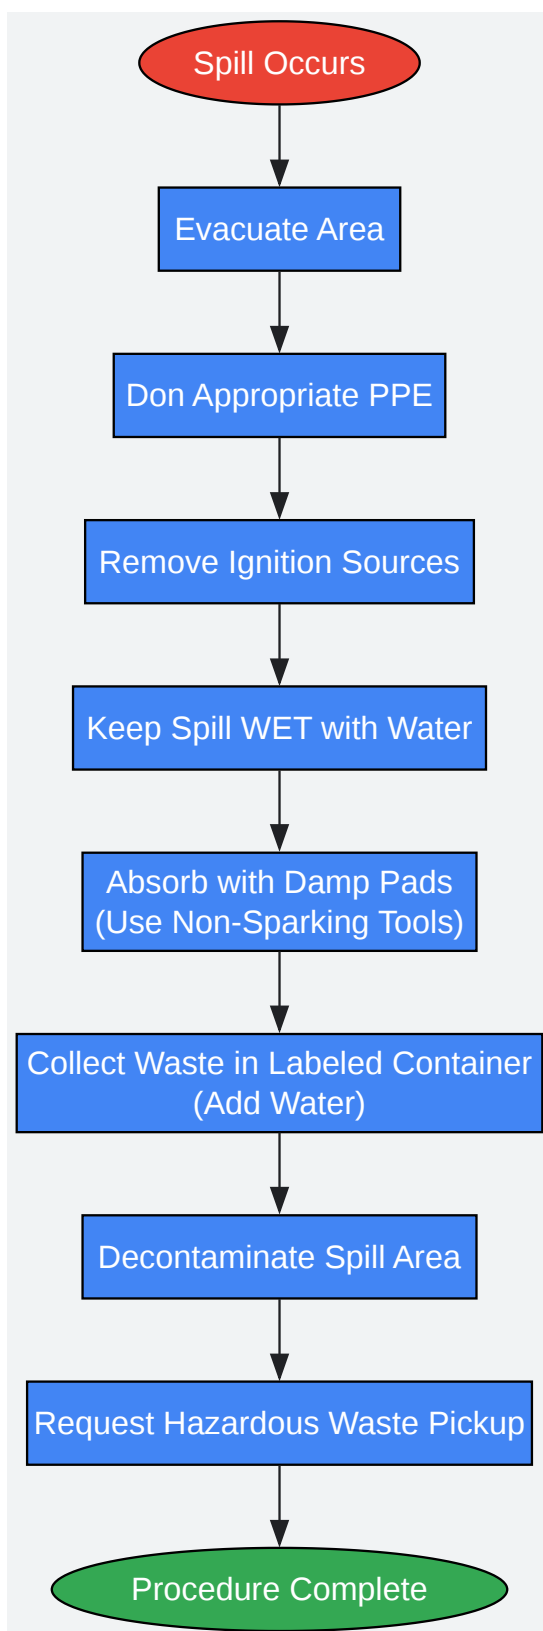 Spill Occurs
Evacuate Area
Don Appropriate PPE
Remove Ignition Sources
Keep Spill WET with Water
Absorb with Damp Pads
(Use Non-Sparking Tools)
Collect Waste in Labeled Container
(Add Water)
Decontaminate Spill Area
Request Hazardous Waste Pickup
Procedure Complete